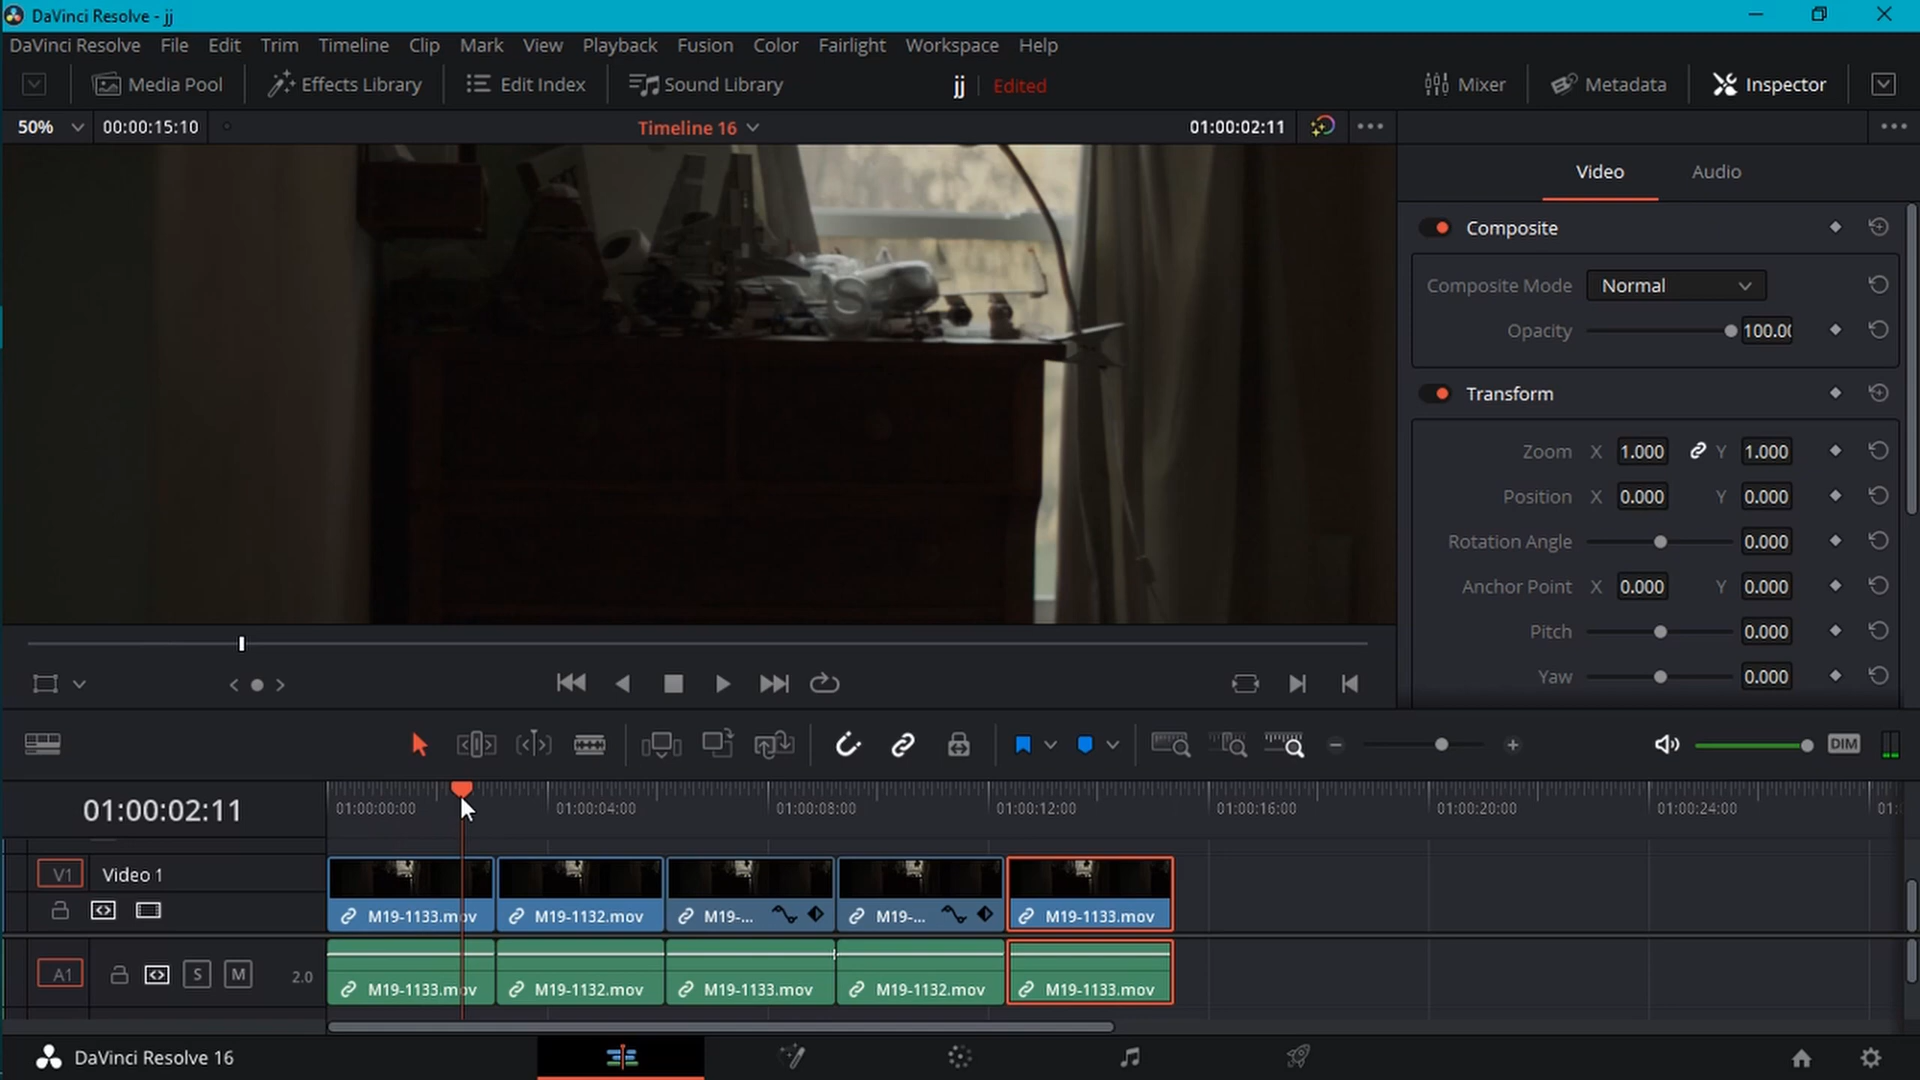 DaVinci Resolve - jj
DaVinci Resolve File Edit Trim Timeline Clip Mark View Playback Fusion Color Fairlight Workspace Help
Media Pool Effects Library Edit Index Sound Library jj Edited Mixer Metadata Inspector
50% 00:00:15:10 Timeline 16 01:00:02:11
Video Audio
Composite
Composite Mode Normal
Opacity 100.00
Transform
Zoom X 1.000 Y 1.000
Position X 0.000 Y 0.000
Rotation Angle 0.000
Anchor Point X 0.000 Y 0.000
Pitch 0.000
Yaw 0.000
DIM
01:00:02:11 01:00:00:00 01:00:04:00 01:00:08:00 01:00:12:00 01:00:16:00 01:00:20:00 01:00:24:00 01:
V1 Video 1
M19-1133.mov M19-1132.mov M19-... M19-... M19-1133.mov
A1 S M 2.0
M19-1133.mov M19-1132.mov M19-1133.mov M19-1132.mov M19-1133.mov
DaVinci Resolve 16